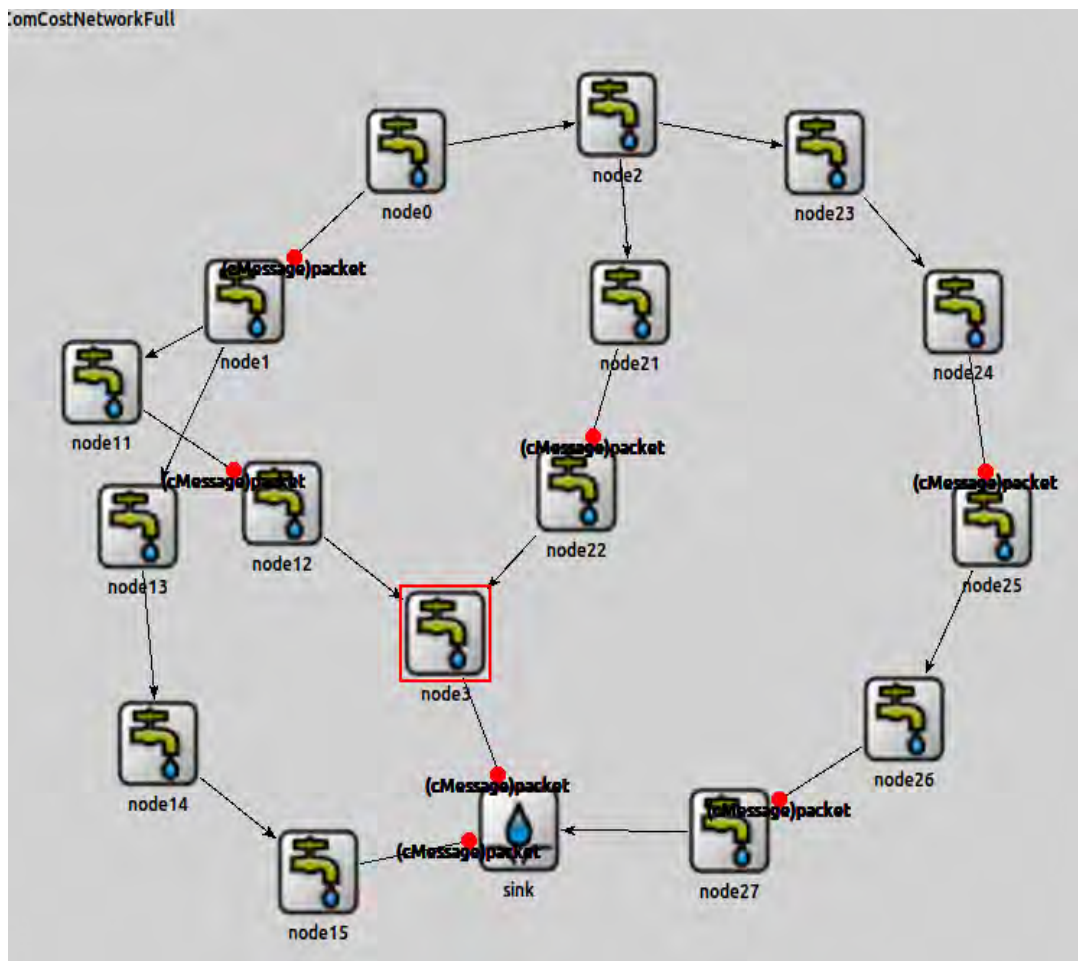 ComCostNetworkFull
node2
node23
node0
(cMessage)packet
node1
node21
node24
node11
(cMessage)packet
(cMessage)packet
(cMessage)packet
node12
node22
node13
node25
node3
node26
(cMessage)packet
node14
(cMessage)packet
(cMessage)packet
sink
node27
node15